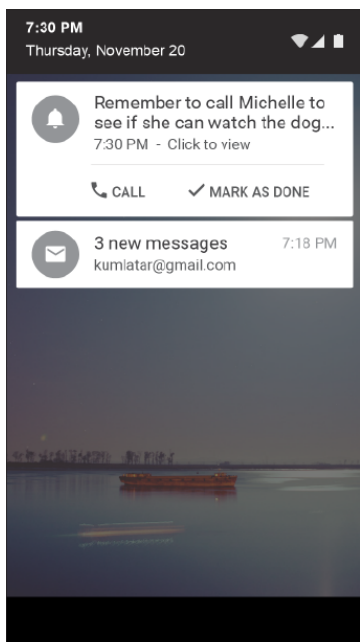 7:30 PM
Thursday, November 20
Remember to call Michelle to
see if she can watch the dog...
7:30 PM - Click to view
CALL MARK AS DONE
3 new messages 7:18 PM
kumlatar@gmail.com